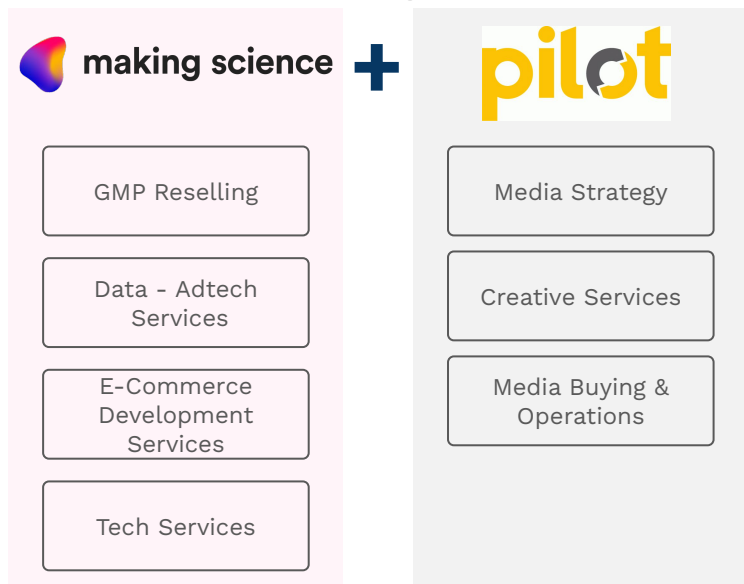 making science
+
pilot
GMP Reselling
Data - Adtech
Services
E-Commerce
Development
Services
Tech Services
Media Strategy
Creative Services
Media Buying &
Operations